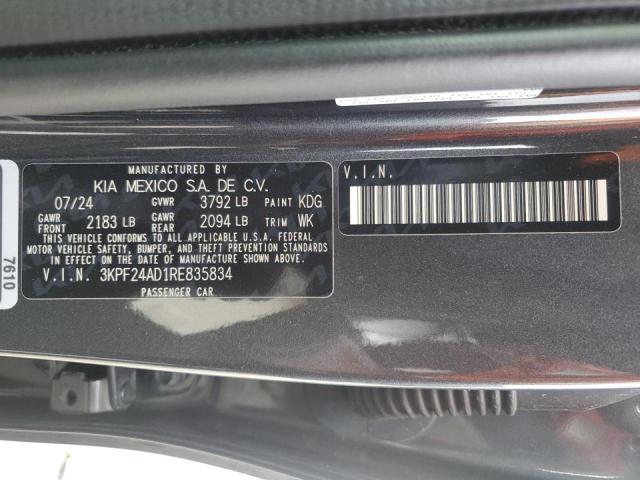 MANUFACTURED BY
KIA MEXICO S.A. DE C.V.
07/24 GVWR 3792 LB PAINT KDG
GAWR FRONT 2183 LB GAWR REAR 2094 LB TRIM WK
THIS VEHICLE CONFORMS TO ALL APPLICABLE U.S.A. FEDERAL
MOTOR VEHICLE SAFETY, BUMPER, AND THEFT PREVENTION STANDARDS
IN EFFECT ON THE DATE OF MANUFACTURE SHOWN ABOVE.
V.I.N. 3KPF24AD1RE835834
PASSENGER CAR
V.I.N.
7610